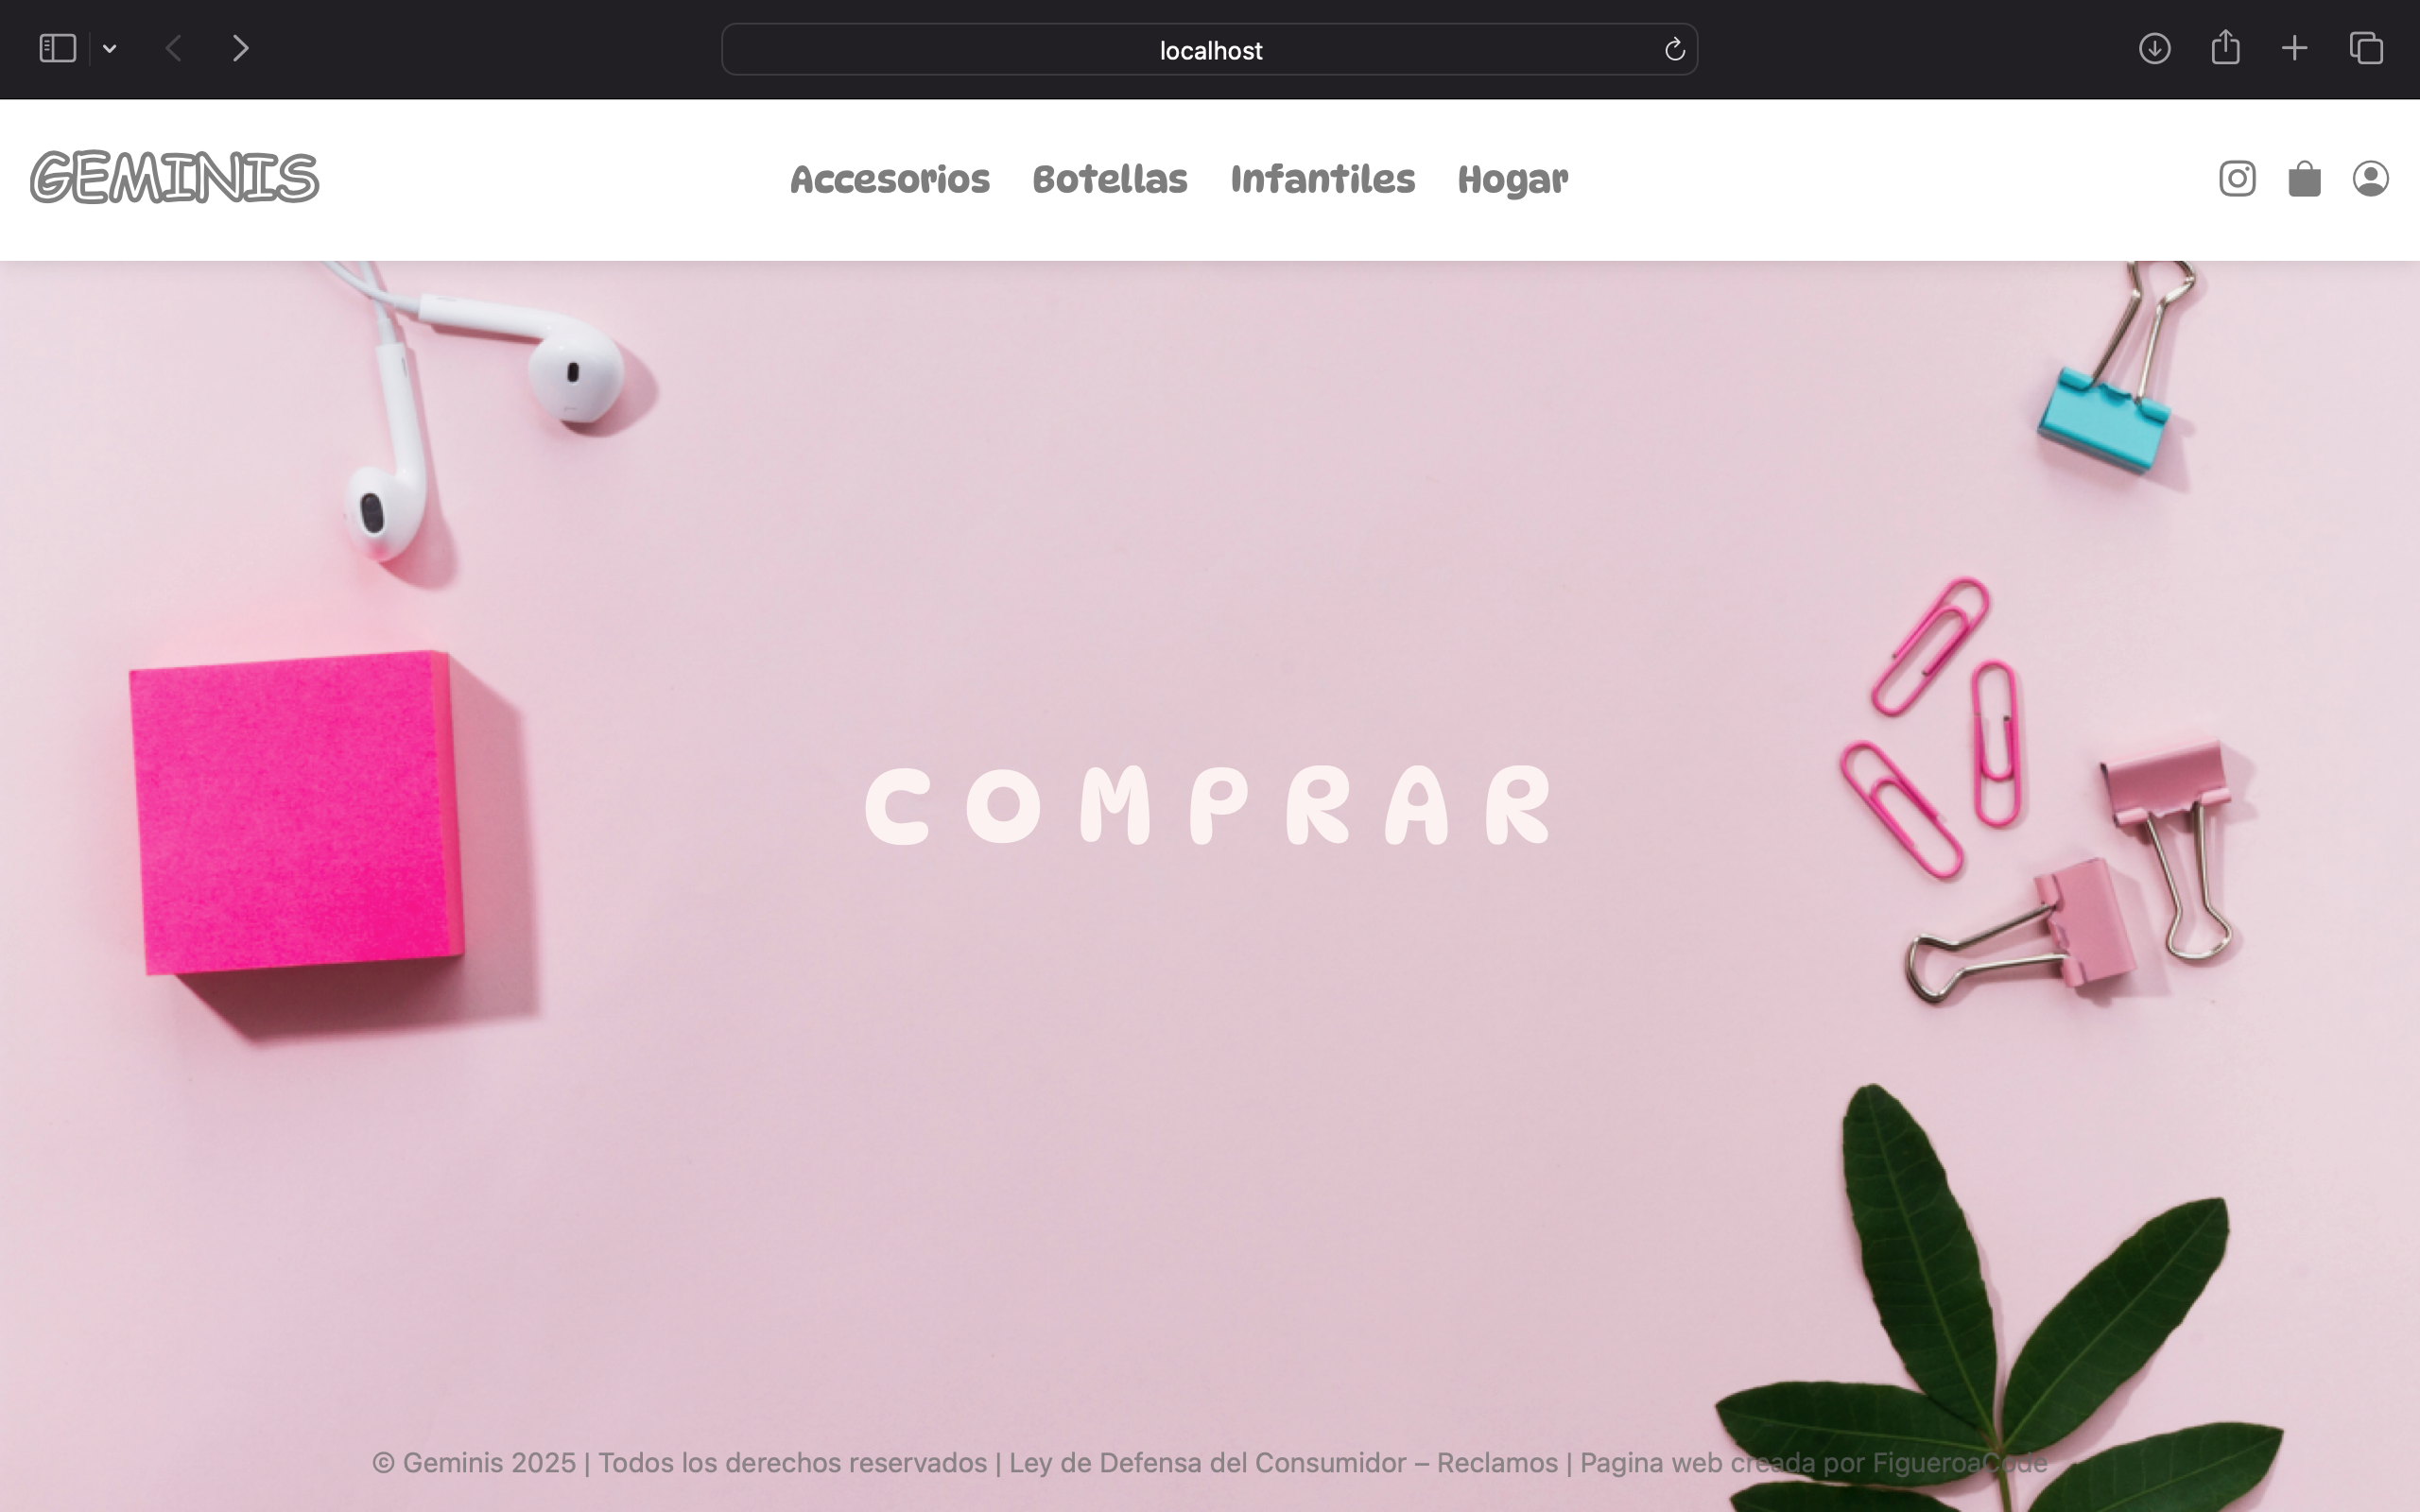 localhost
GEMINIS
Accesorios Botellas Infantiles Hogar
COMPRAR
© Geminis 2025 | Todos los derechos reservados | Ley de Defensa del Consumidor – Reclamos | Pagina web creada por FigueroaCode